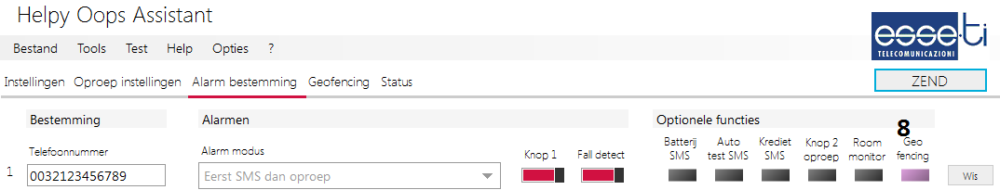 Helpy Oops Assistant
esse-ti
TELECOMUNICAZIONI
Bestand Tools Test Help Opties ?
Instellingen Oproep instellingen Alarm bestemming Geofencing Status
ZEND
Bestemming Alarmen Optionele functies
8
Telefoonnummer Alarm modus Knop 1 Fall detect
Batterij SMS Auto test SMS Krediet SMS Knop 2 oproep Room monitor Geo fencing
1 0032123456789 Eerst SMS dan oproep Wis